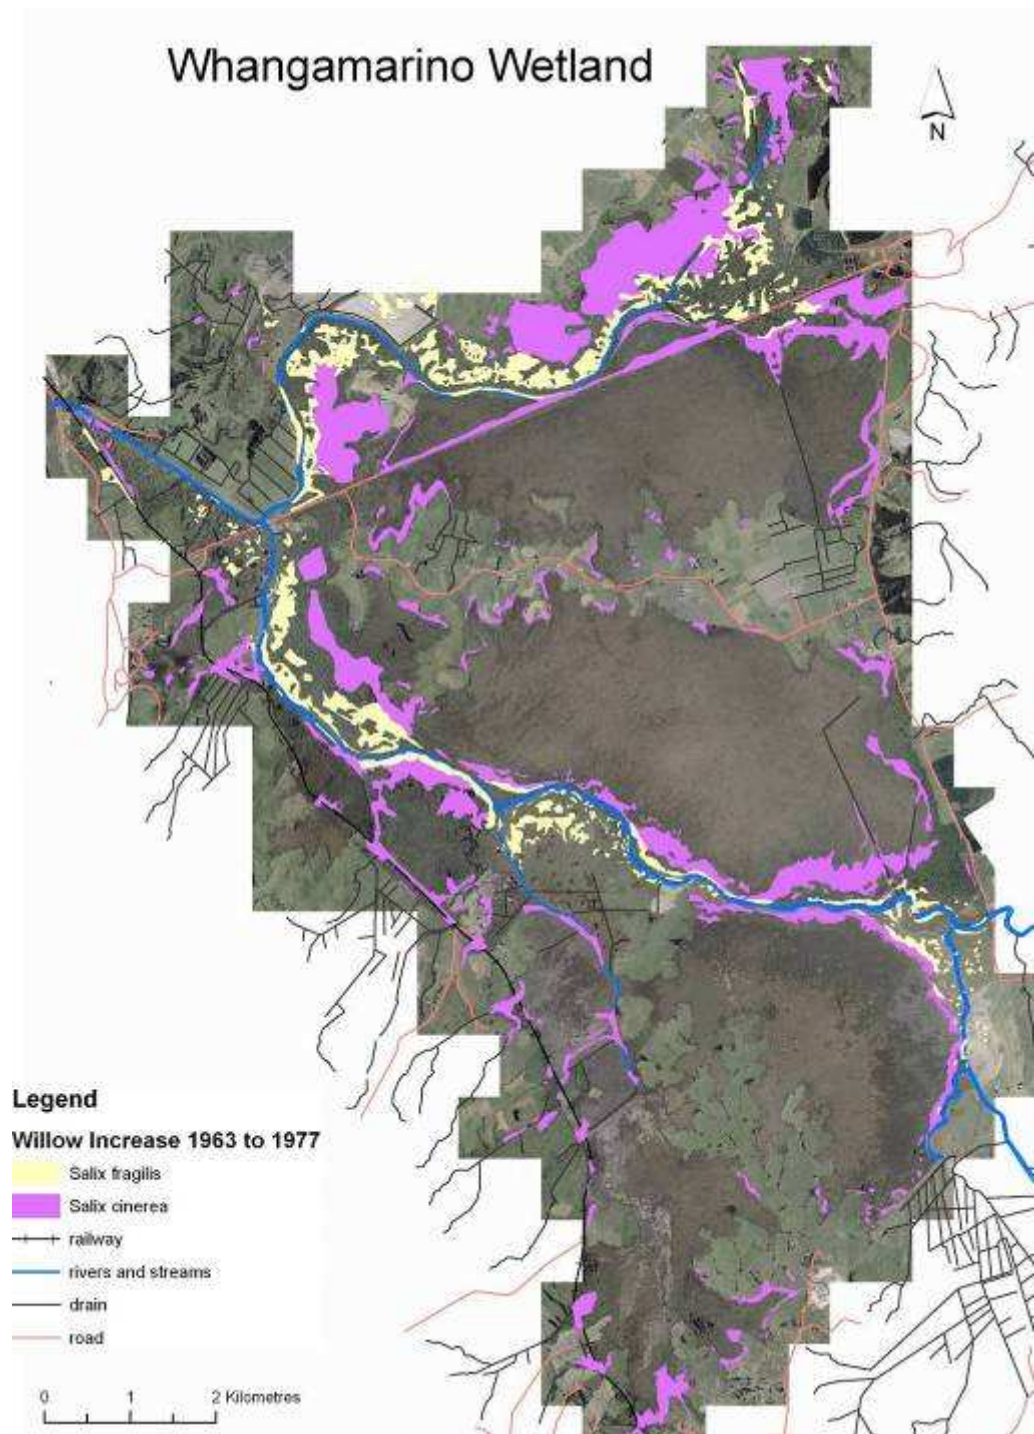 Whangamarino Wetland
N
Legend
Willow Increase 1963 to 1977
Salix fragilis
Salix cinerea
railway
rivers and streams
drain
road
0 1 2 Kilometres